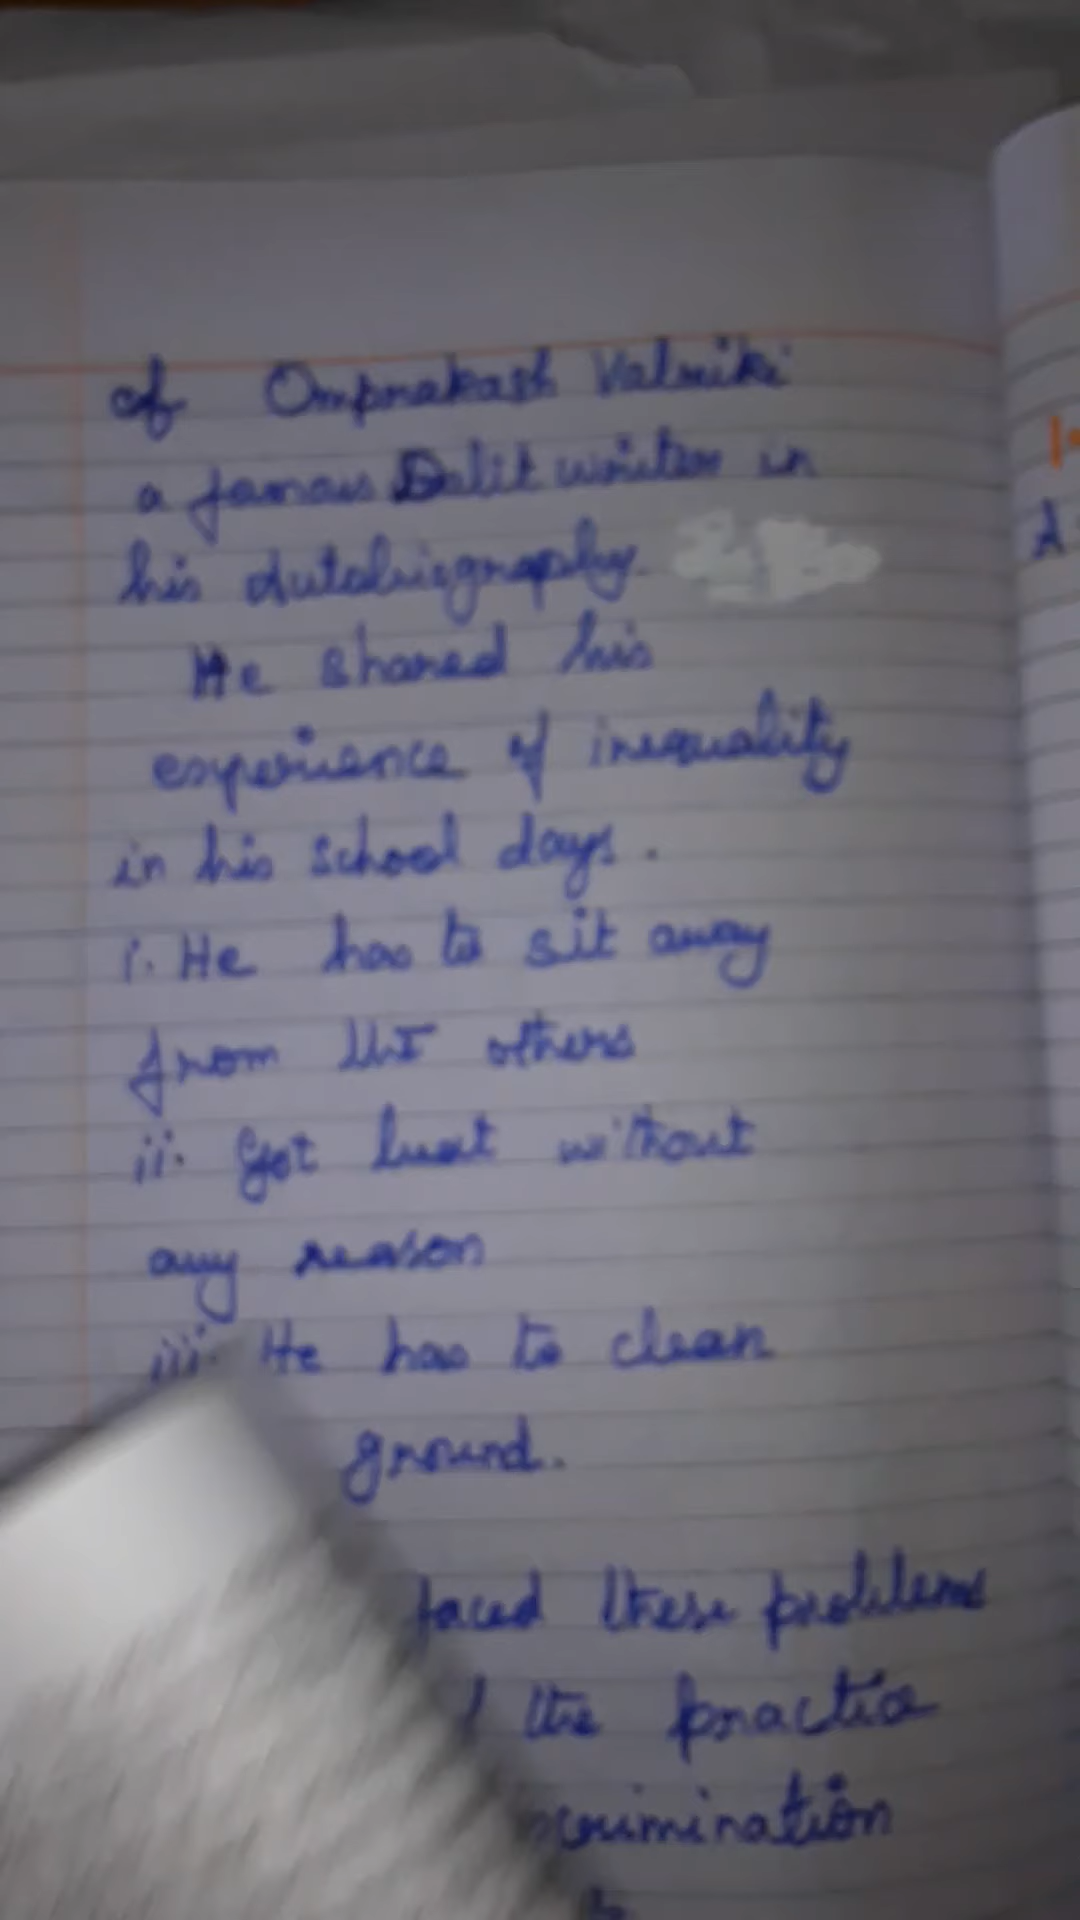 of Omprakash Valmiki
a famous Dalit writer in
his Autobiography.
He shared his
experience of inequality
in his school days.
i. He has to sit away
from the others
ii. Got beat without
any reason
iii. He has to clean
ground.
faced these problems
the practice
crimination
1.
A